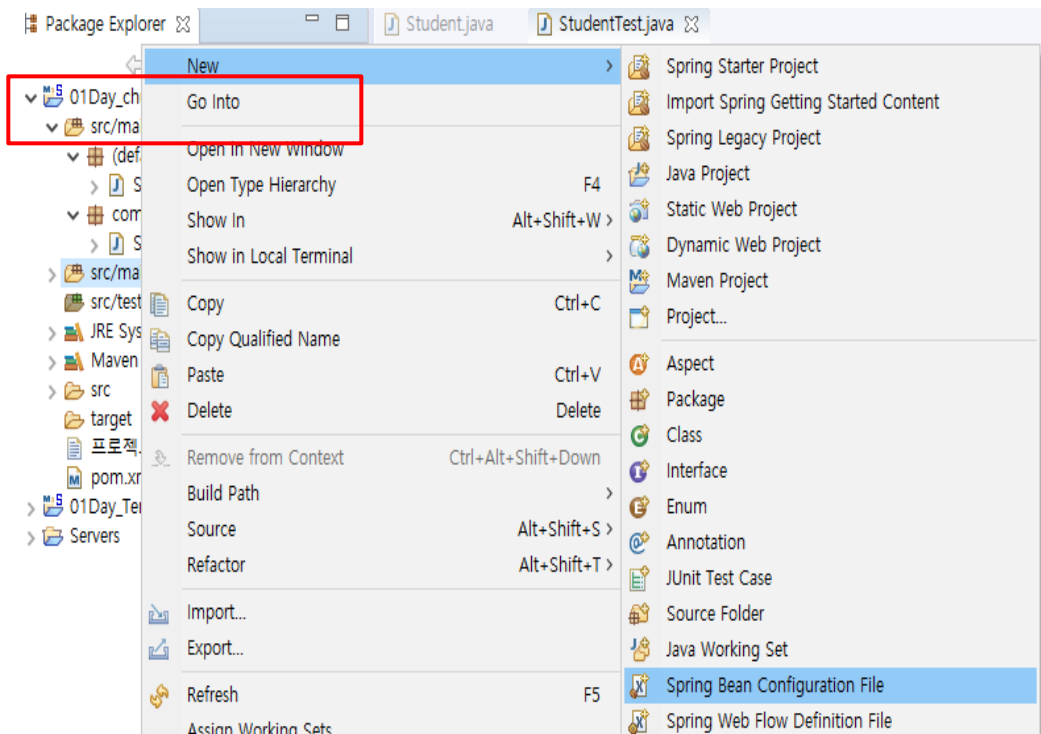 Package Explorer
Student.java
StudentTest.java
01Day_ch
src/ma
(def
S
com
S
src/ma
src/test
JRE Sys
Maven
src
target
프로젝
pom.xr
01Day_Ter
Servers
New
Go Into
Open in New Window
Open Type Hierarchy F4
Show In Alt+Shift+W >
Show in Local Terminal
Copy Ctrl+C
Copy Qualified Name
Paste Ctrl+V
Delete Delete
Remove from Context Ctrl+Alt+Shift+Down
Build Path
Source Alt+Shift+S >
Refactor Alt+Shift+T >
Import...
Export...
Refresh F5
Assign Working Sets
Spring Starter Project
Import Spring Getting Started Content
Spring Legacy Project
Java Project
Static Web Project
Dynamic Web Project
Maven Project
Project...
Aspect
Package
Class
Interface
Enum
Annotation
JUnit Test Case
Source Folder
Java Working Set
Spring Bean Configuration File
Spring Web Flow Definition File